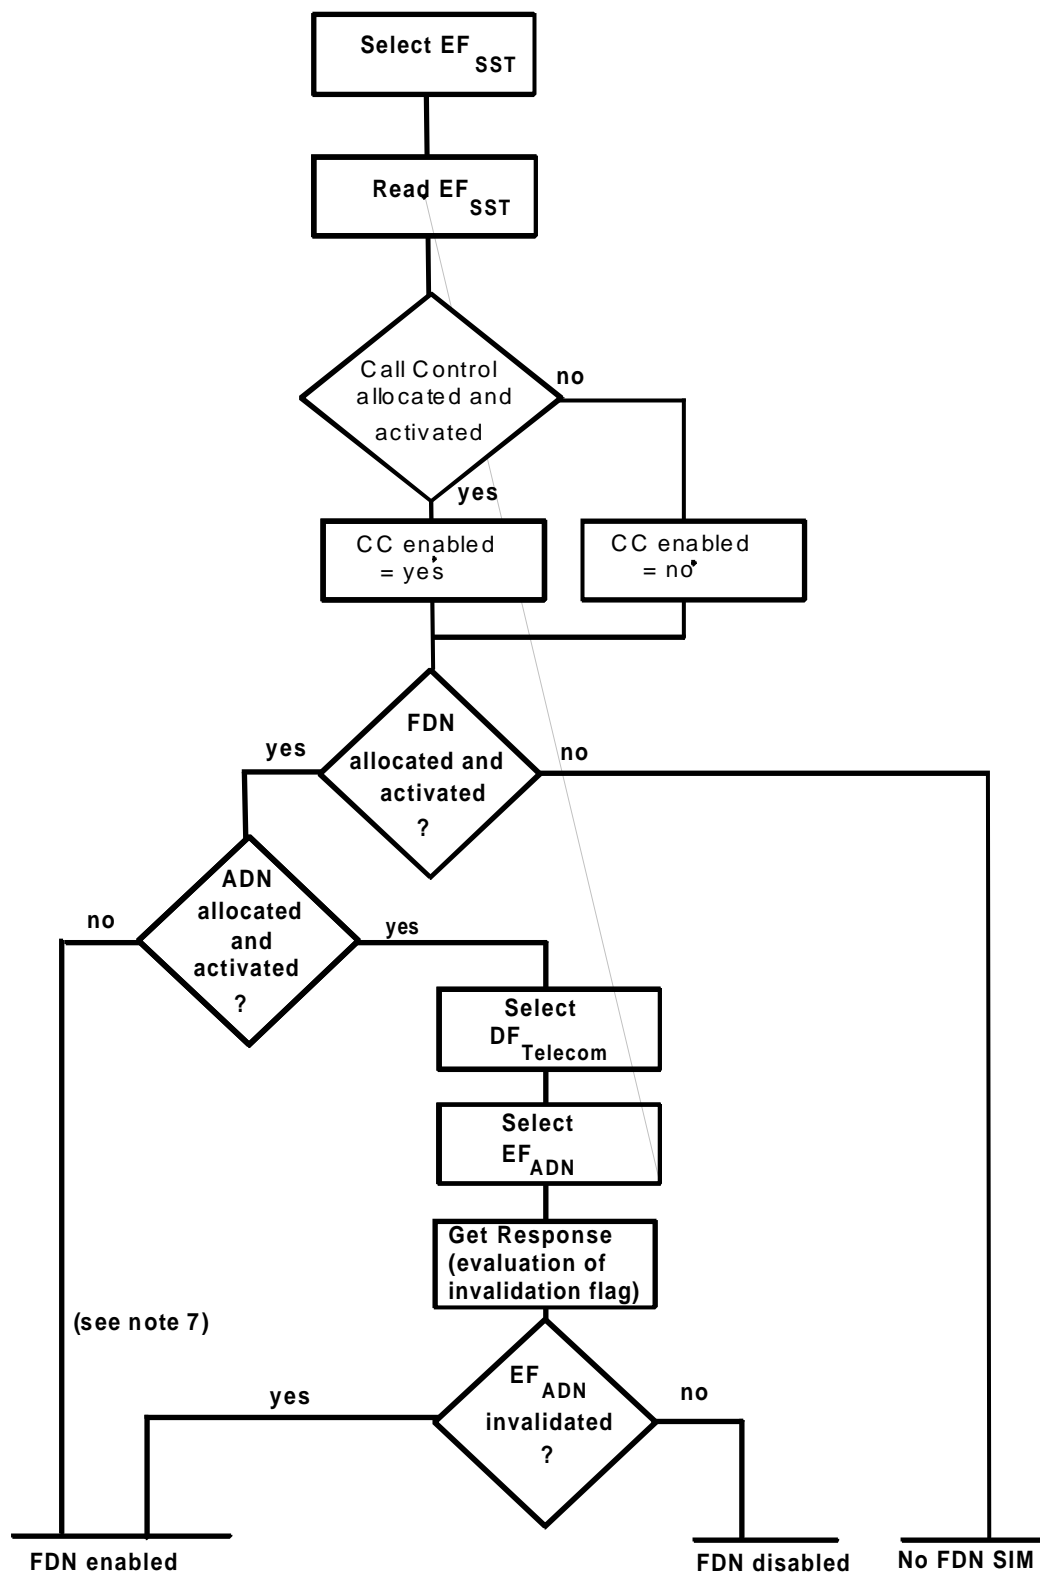 Select EF SST
Read EF SST
Call Control
allocated and
activated
no
yes
CC enabled
= yes
CC enabled
= no
FDN
allocated and
activated
?
yes
no
ADN
allocated
and
activated
?
no
yes
Select
DF Telecom
Select
EF ADN
Get Response
(evaluation of
invalidation flag)
(see note 7)
EF ADN
invalidated
?
yes
no
FDN enabled
FDN disabled
No FDN SIM